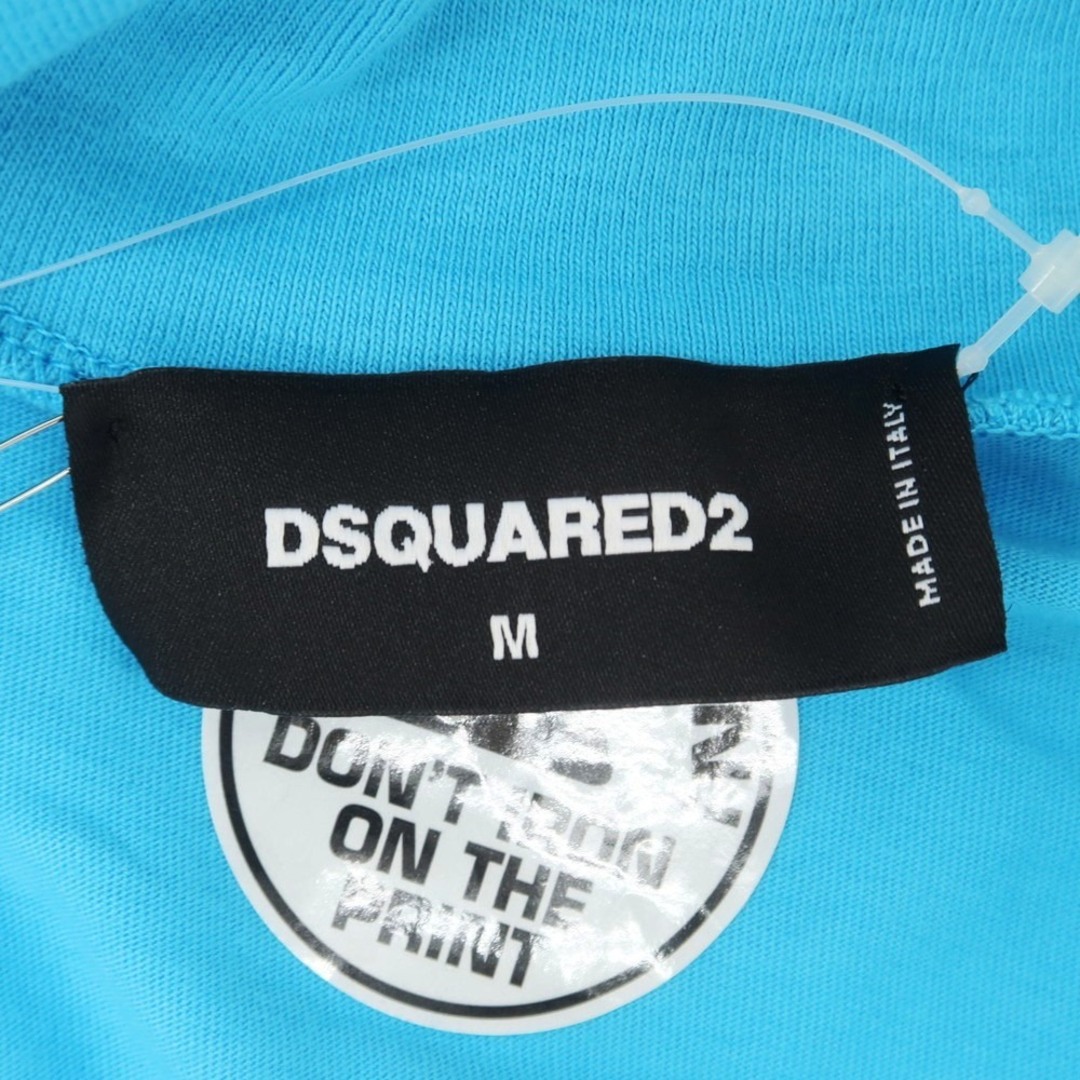 DSQUARED2
M
MADE IN ITALY
DON'T IRON
ON THE
PRINT